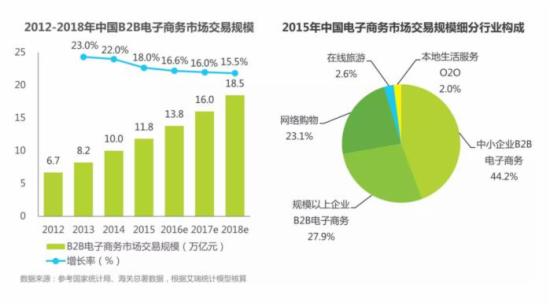 2012-2018年中国B2B电子商务市场交易规模
23.0% 22.0% 18.0% 16.6% 16.0% 15.5%
25
20
15
10
5
0
6.7 8.2 10.0 11.8 13.8 16.0 18.5
2012 2013 2014 2015 2016e 2017e 2018e
B2B电子商务市场交易规模（万亿元）
增长率（%）
2015年中国电子商务市场交易规模细分行业构成
在线旅游
2.6%
本地生活服务
O2O
2.0%
网络购物
23.1%
中小企业B2B
电子商务
44.2%
规模以上企业
B2B电子商务
27.9%
数据来源：参考国家统计局、海关总署数据，根据艾瑞统计模型核算